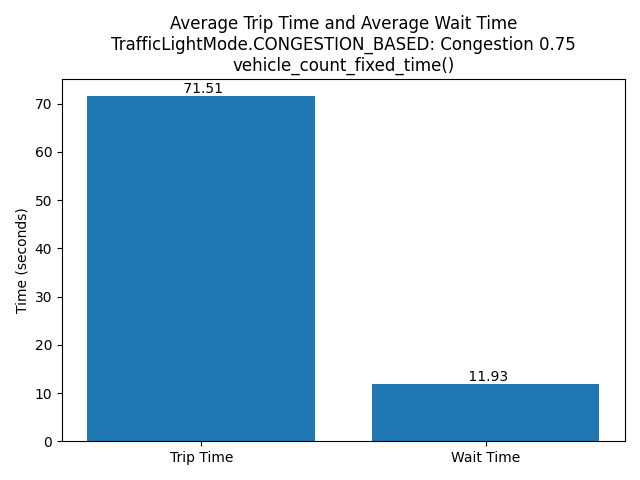 Average Trip Time and Average Wait Time
TrafficLightMode.CONGESTION_BASED: Congestion 0.75
vehicle_count_fixed_time()
71.51
11.93
Time (seconds)
70
60
50
40
30
20
10
0
Trip Time
Wait Time